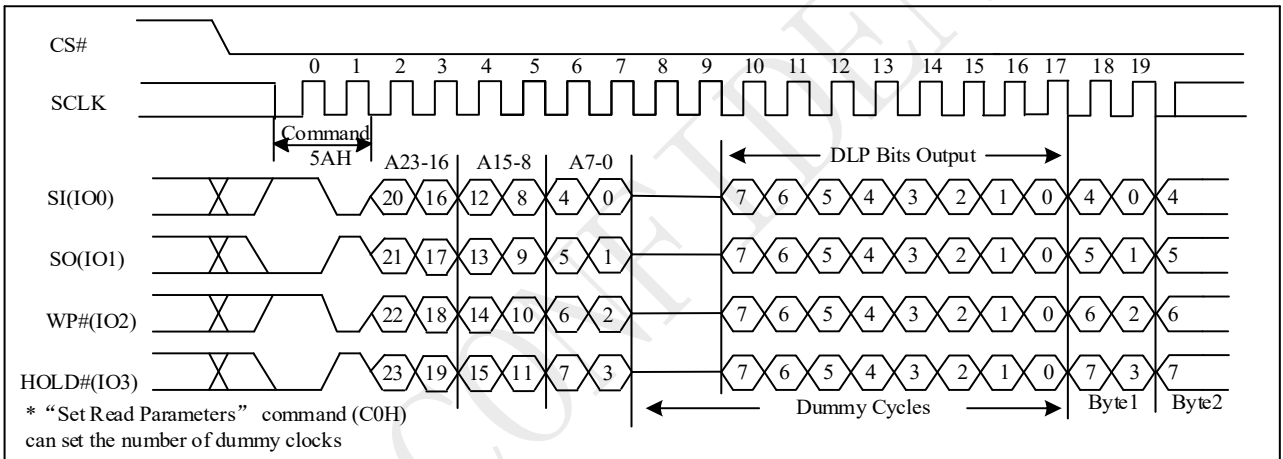 CS#
0 1 2 3 4 5 6 7 8 9 10 11 12 13 14 15 16 17 18 19
SCLK
Command
5AH
A23-16 A15-8 A7-0
DLP Bits Output
SI(IO0) 20 16 12 8 4 0 7 6 5 4 3 2 1 0 4 0 4
SO(IO1) 21 17 13 9 5 1 7 6 5 4 3 2 1 0 5 1 5
WP#(IO2) 22 18 14 10 6 2 7 6 5 4 3 2 1 0 6 2 6
HOLD#(IO3) 23 19 15 11 7 3 7 6 5 4 3 2 1 0 7 3 7
Dummy Cycles
Byte1 Byte2
* “Set Read Parameters” command (C0H)
can set the number of dummy clocks
CONFIDE